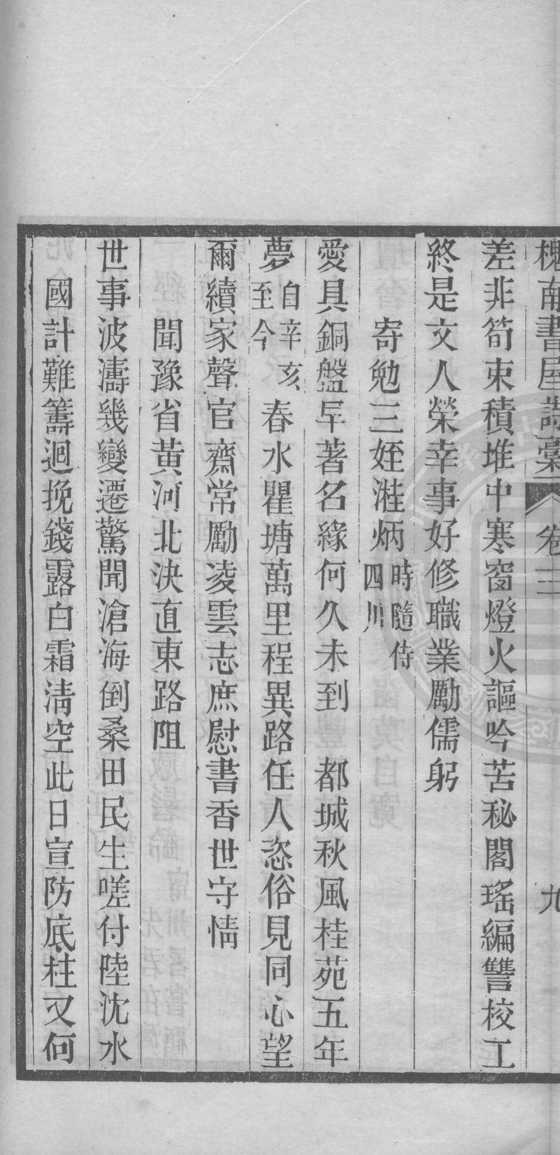 書屋詩稾 卷三 九
差非筍束積堆中寒窗燈火謳吟苦秘閣瑤編讐校工
終是文人榮幸事好修職業勵儒躬
寄勉三姪湴炳時隨侍四川
愛具銅盤早著名緣何久未到 都城秋風桂苑五年
夢自辛亥至今春水瞿塘萬里程異路任人恣俗見同心望
爾續家聲官齋常勵凌雲志庶慰書香世守情
聞豫省黃河北決直東路阻
世事波濤幾變遷驚聞滄海倒桑田民生嗟付陸沈水
國計難籌迴挽錢露白霜清空此日宣防底柱又何